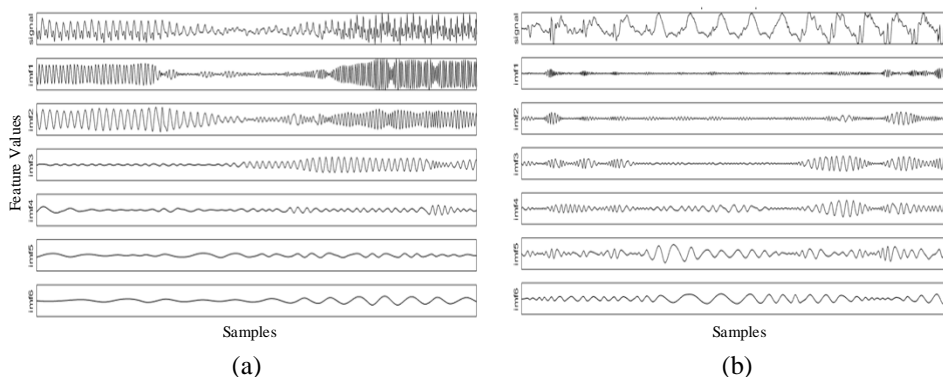 signal
imf1
imf2
imf3
imf4
imf5
imf6
Feature Values
Samples
(a)
signal
imf1
imf2
imf3
imf4
imf5
imf6
Samples
(b)